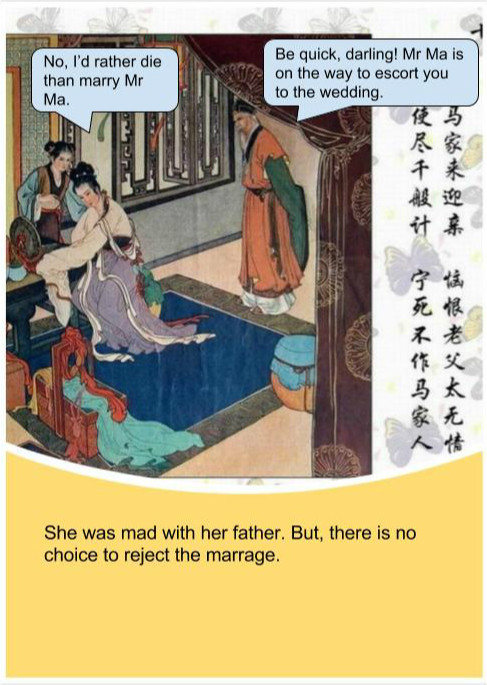 No, I’d rather die
than marry Mr
Ma.
Be quick, darling! Mr Ma is
on the way to escort you
to the wedding.
马家来迎亲 恼恨老父太无情
使尽千般计 宁死不作马家人
She was mad with her father. But, there is no
choice to reject the marrage.